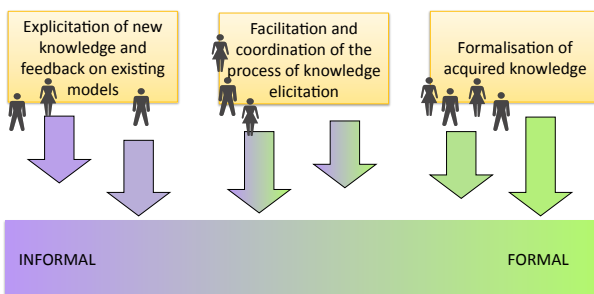 Explicitation of new
knowledge and
feedback on existing
models
Facilitation and
coordination of the
process of knowledge
elicitation
Formalisation of
acquired knowledge
INFORMAL
FORMAL